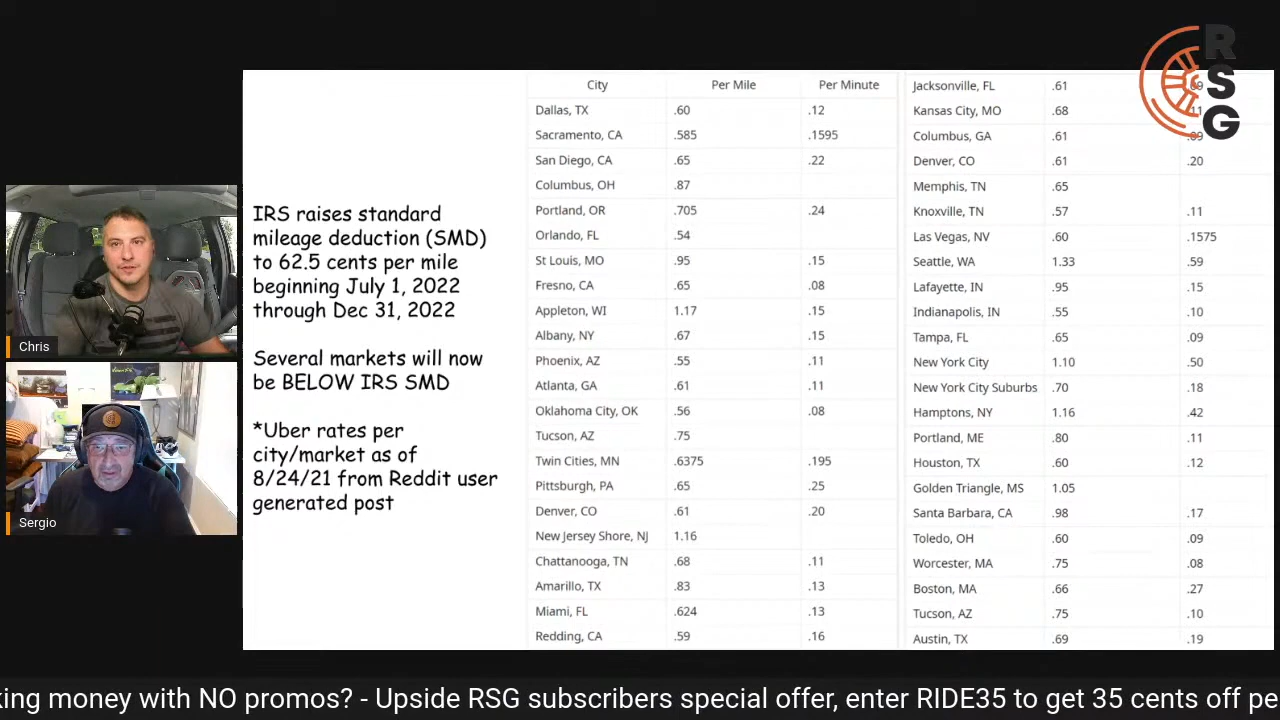 RSG
Chris
Sergio
IRS raises standard
mileage deduction (SMD)
to 62.5 cents per mile
beginning July 1, 2022
through Dec 31, 2022
Several markets will now
be BELOW IRS SMD
*Uber rates per
city/market as of
8/24/21 from Reddit user
generated post
City Per Mile Per Minute
Dallas, TX .60 .12
Sacramento, CA .585 .1595
San Diego, CA .65 .22
Columbus, OH .87
Portland, OR .705 .24
Orlando, FL .54
St Louis, MO .95 .15
Fresno, CA .65 .08
Appleton, WI 1.17 .15
Albany, NY .67 .15
Phoenix, AZ .55 .11
Atlanta, GA .61 .11
Oklahoma City, OK .56 .08
Tucson, AZ .75
Twin Cities, MN .6375 .195
Pittsburgh, PA .65 .25
Denver, CO .61 .20
New Jersey Shore, NJ 1.16
Chattanooga, TN .68 .11
Amarillo, TX .83 .13
Miami, FL .624 .13
Redding, CA .59 .16
Jacksonville, FL .61
Kansas City, MO .68 .11
Columbus, GA .61 .09
Denver, CO .61 .20
Memphis, TN .65
Knoxville, TN .57 .11
Las Vegas, NV .60 .1575
Seattle, WA 1.33 .59
Lafayette, IN .95 .15
Indianapolis, IN .55 .10
Tampa, FL .65 .09
New York City 1.10 .50
New York City Suburbs .70 .18
Hamptons, NY 1.16 .42
Portland, ME .80 .11
Houston, TX .60 .12
Golden Triangle, MS 1.05
Santa Barbara, CA .98 .17
Toledo, OH .60 .09
Worcester, MA .75 .08
Boston, MA .66 .27
Tucson, AZ .75 .10
Austin, TX .69 .19
king money with NO promos? - Upside RSG subscribers special offer, enter RIDE35 to get 35 cents off pe